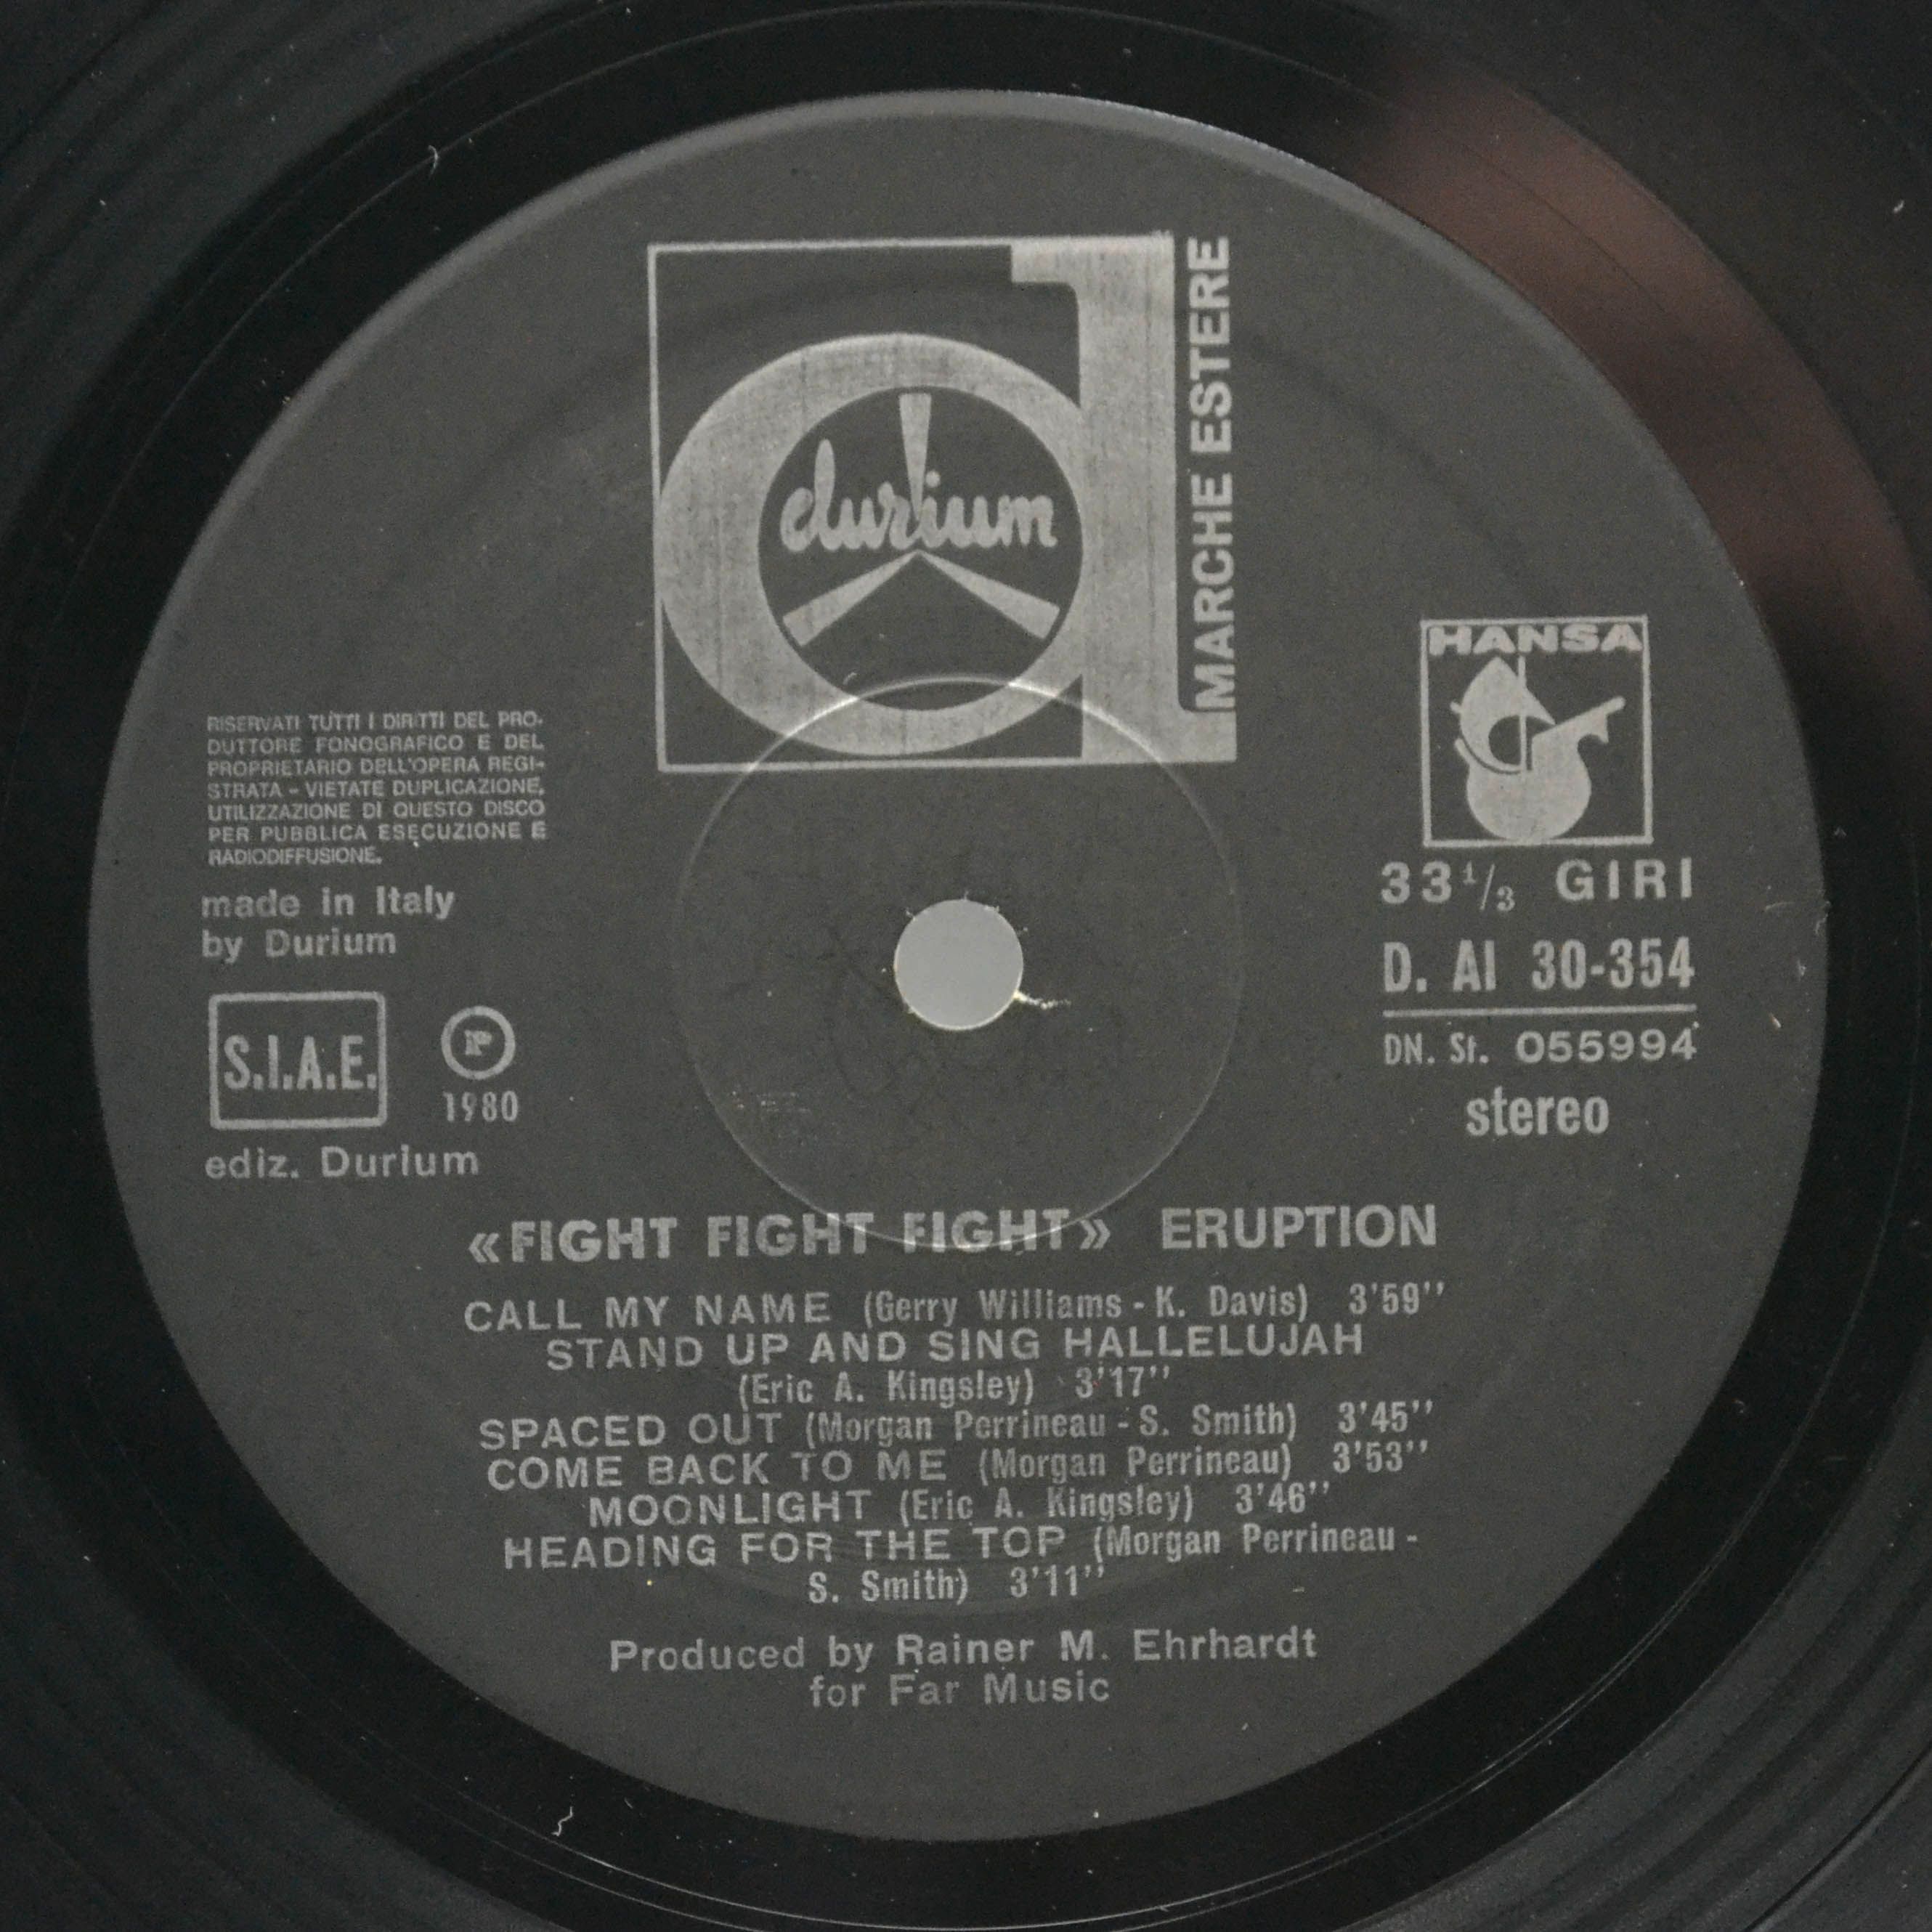 durium
MARCHE ESTERE
HANSA
RISERVATI TUTTI I DIRITTI DEL PRO-
DUTTORE FONOGRAFICO E DEL
PROPRIETARIO DELL'OPERA REGI-
STRATA - VIETATE DUPLICAZIONE,
UTILIZZAZIONE DI QUESTO DISCO
PER PUBBLICA ESECUZIONE E
RADIODIFFUSIONE.
made in Italy
by Durium
S.I.A.E.
℗
1980
ediz. Durium
33 1/3 GIRI
D. AI 30-354
DN. St. 055994
stereo
«FIGHT FIGHT FIGHT» ERUPTION
CALL MY NAME (Gerry Williams - K. Davis) 3'59''
STAND UP AND SING HALLELUJAH
(Eric A. Kingsley) 3'17''
SPACED OUT (Morgan Perrineau - S. Smith) 3'45''
COME BACK TO ME (Morgan Perrineau) 3'53''
MOONLIGHT (Eric A. Kingsley) 3'46''
HEADING FOR THE TOP (Morgan Perrineau -
S. Smith) 3'11''
Produced by Rainer M. Ehrhardt
for Far Music